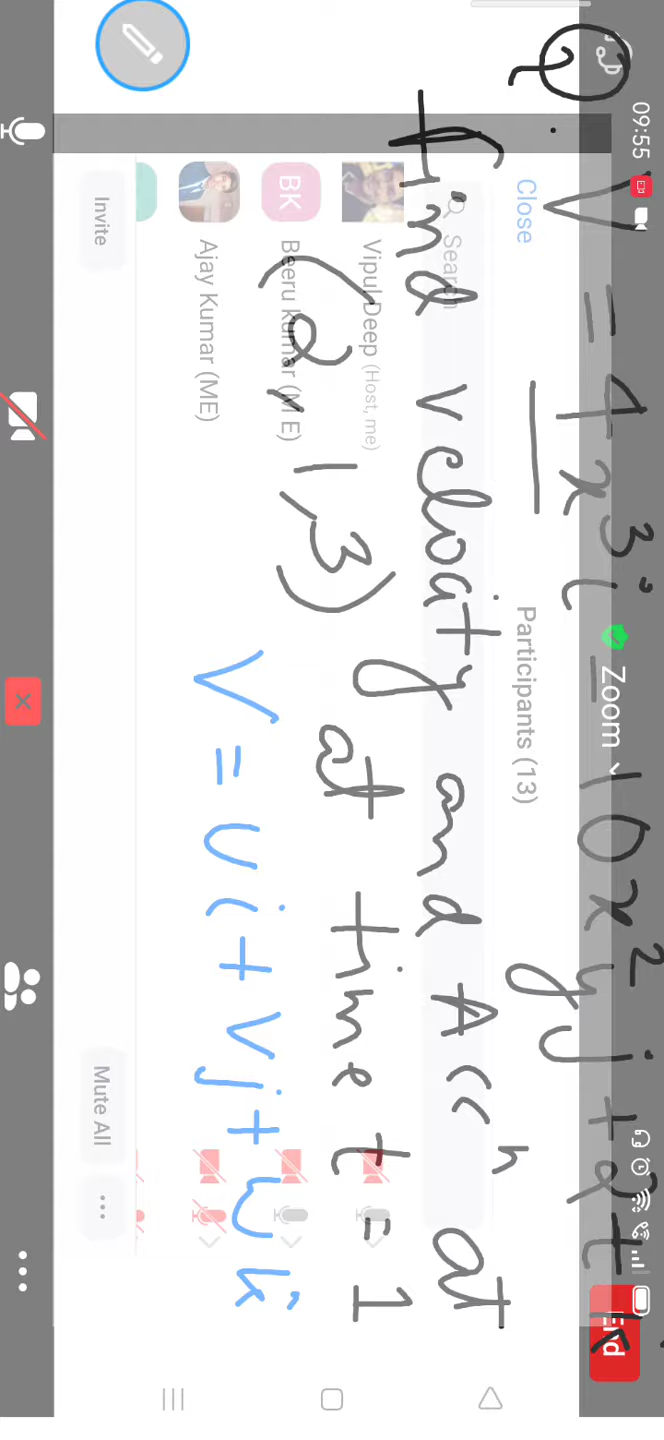 09:55
Zoom
End
Q. V = 4x³i - 10x²yj + 2tk
Close
Participants (13)
Search
find velocity and Accⁿ at
(2, 1, 3) at time t = 1
Vipul Deep (Host, me)
BK
Beeru kumar (ME)
Ajay Kumar (ME)
V = ui + vj + wk
Invite
Mute All